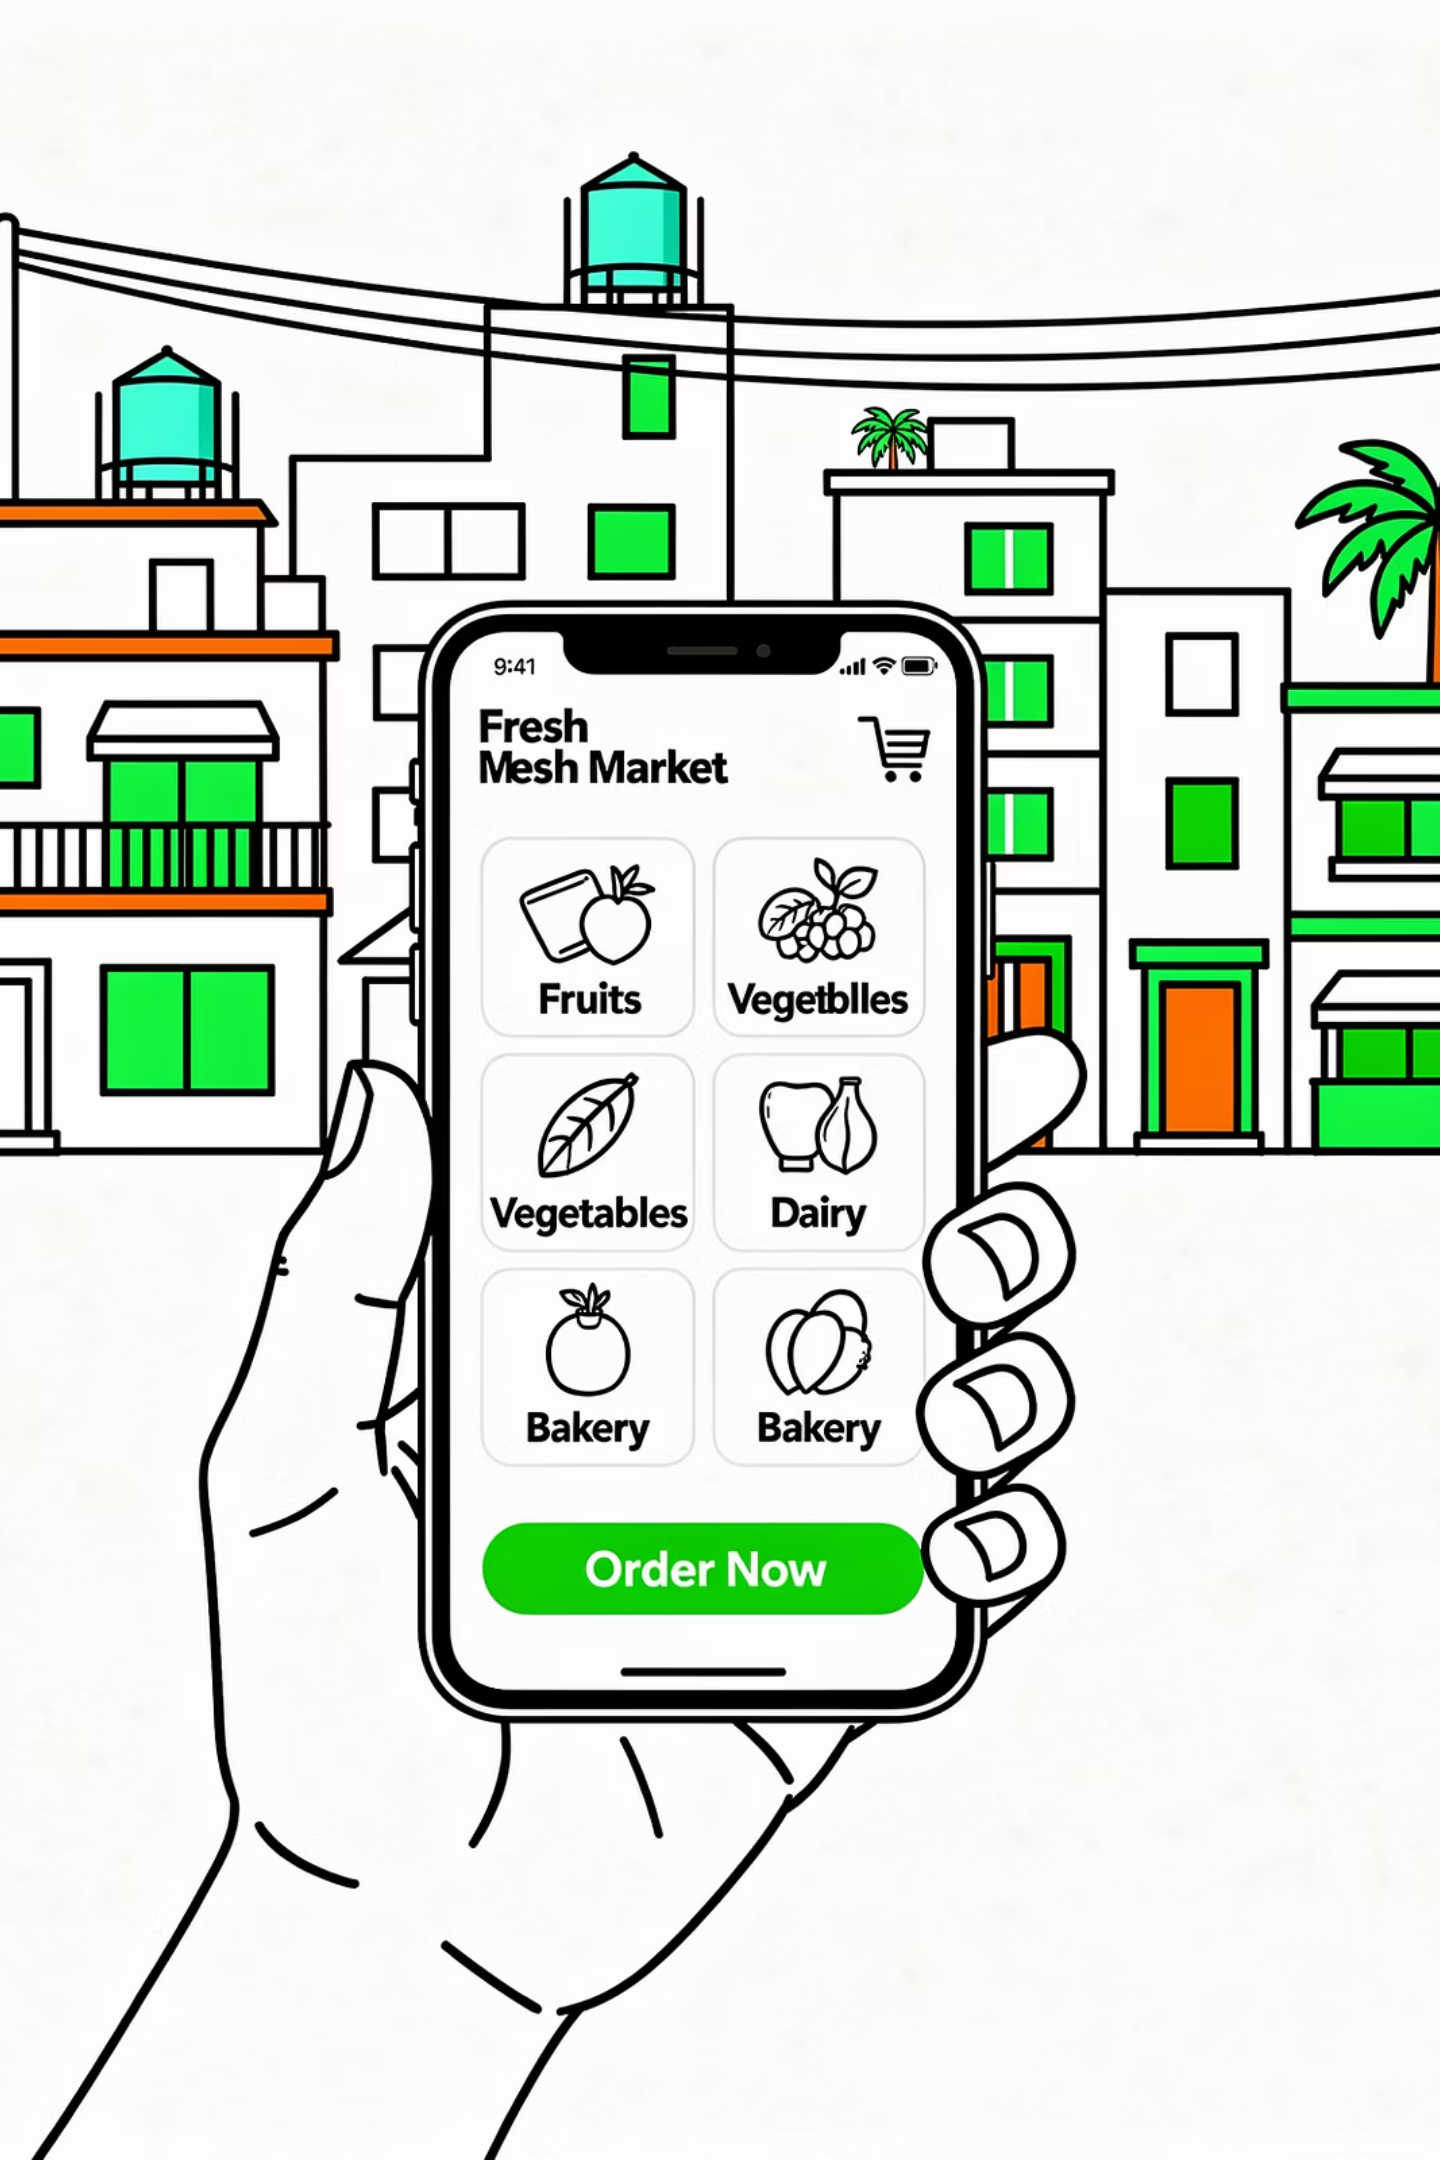 9:41
Fresh
Mesh Market
Fruits
Vegetblles
Vegetables
Dairy
Bakery
Bakery
Order Now